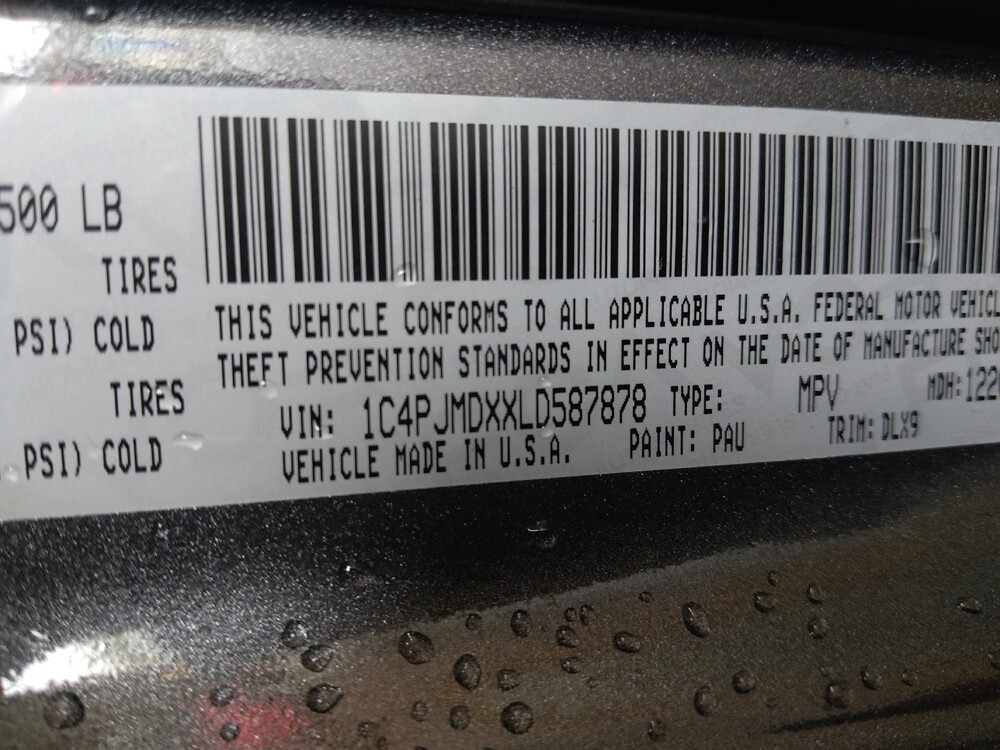 500 LB
TIRES
PSI) COLD
TIRES
PSI) COLD
THIS VEHICLE CONFORMS TO ALL APPLICABLE U.S.A. FEDERAL MOTOR VEHICL
THEFT PREVENTION STANDARDS IN EFFECT ON THE DATE OF MANUFACTURE SHO
VIN: 1C4PJMDXXLD587878 TYPE: MPV MDH: 122
VEHICLE MADE IN U.S.A. PAINT: PAU TRIM: DLX9